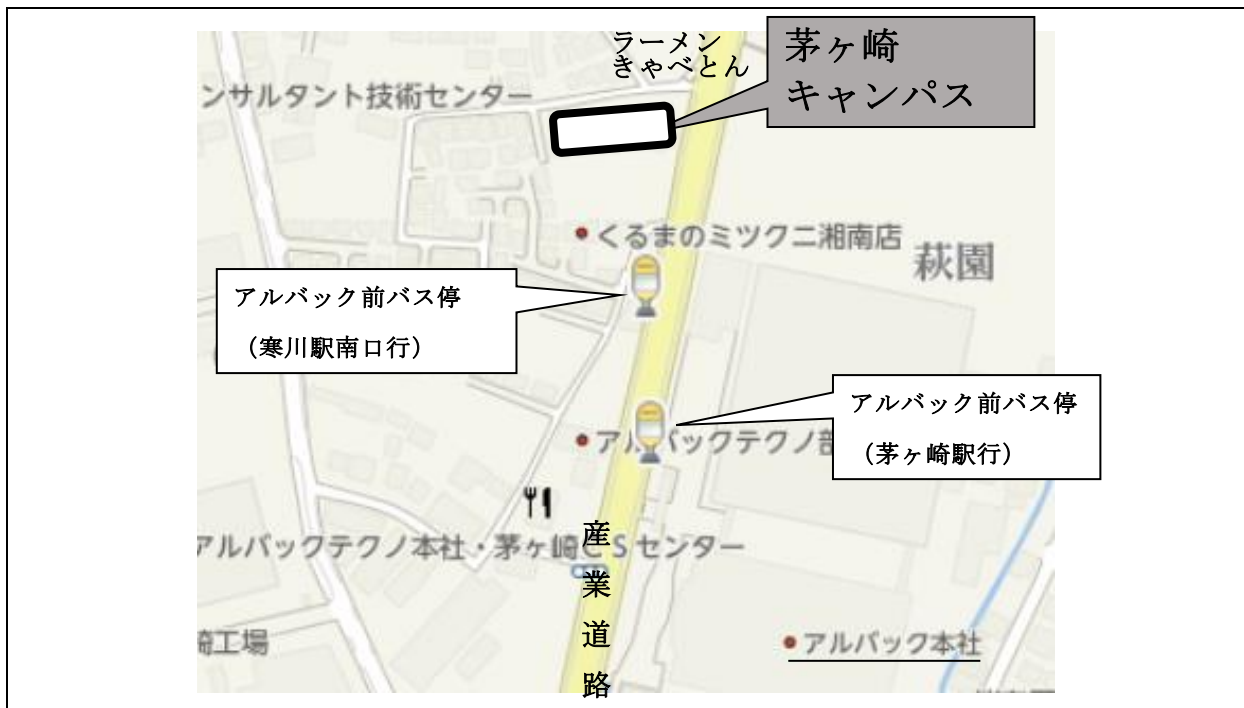 ラーメン
きゃべとん
茅ヶ崎
キャンパス
ンサルタント技術センター
くるまのミツクニ湘南店
萩園
アルバック前バス停
(寒川駅南口行)
アルバック前バス停
(茅ヶ崎駅行)
アルバックテクノ部
アルバックテクノ本社・茅ヶ崎CSセンター
産業道路
崎工場
アルバック本社